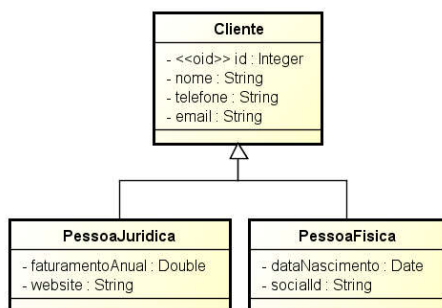 Cliente
- <<oid>> id : Integer
- nome : String
- telefone : String
- email : String
PessoaJuridica
- faturamentoAnual : Double
- website : String
PessoaFisica
- dataNascimento : Date
- socialId : String